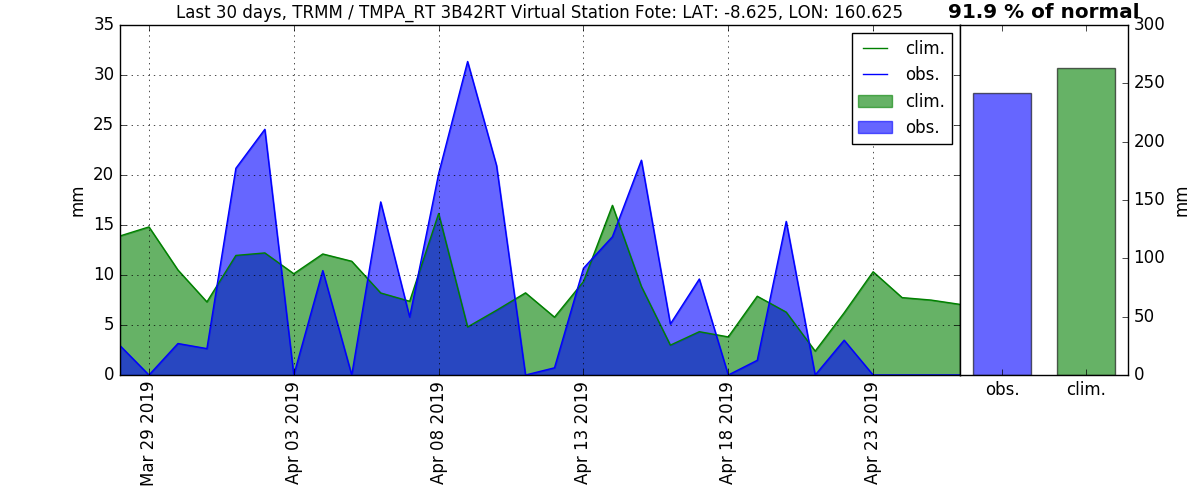 Last 30 days, TRMM / TMPA_RT 3B42RT Virtual Station Fote: LAT: -8.625, LON: 160.625
91.9 % of normal
35
30
25
20
15
10
5
0
mm
clim.
obs.
clim.
obs.
Mar 29 2019
Apr 03 2019
Apr 08 2019
Apr 13 2019
Apr 18 2019
Apr 23 2019
300
250
200
150
100
50
0
mm
obs.
clim.